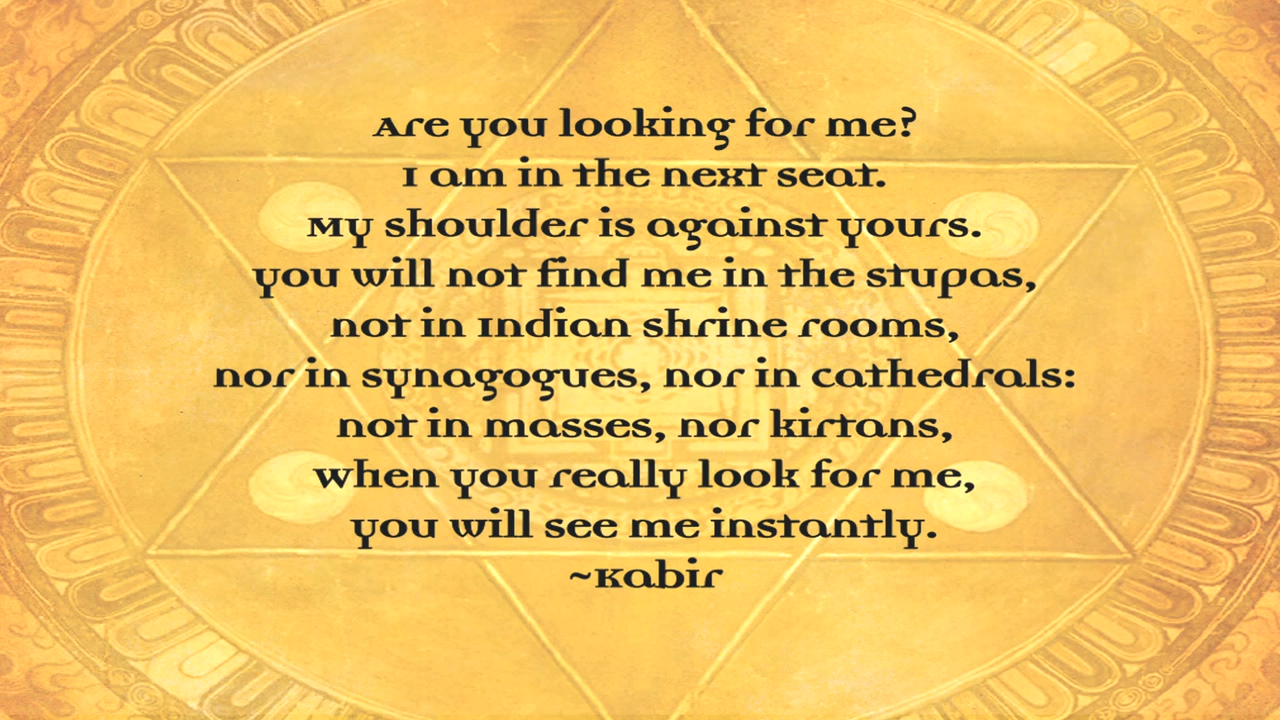 Are you looking for me?
I am in the next seat.
My shoulder is against yours.
you will not find me in the stupas,
not in Indian shrine rooms,
nor in synagogues, nor in cathedrals:
not in masses, nor kirtans,
when you really look for me,
you will see me instantly.
~Kabir